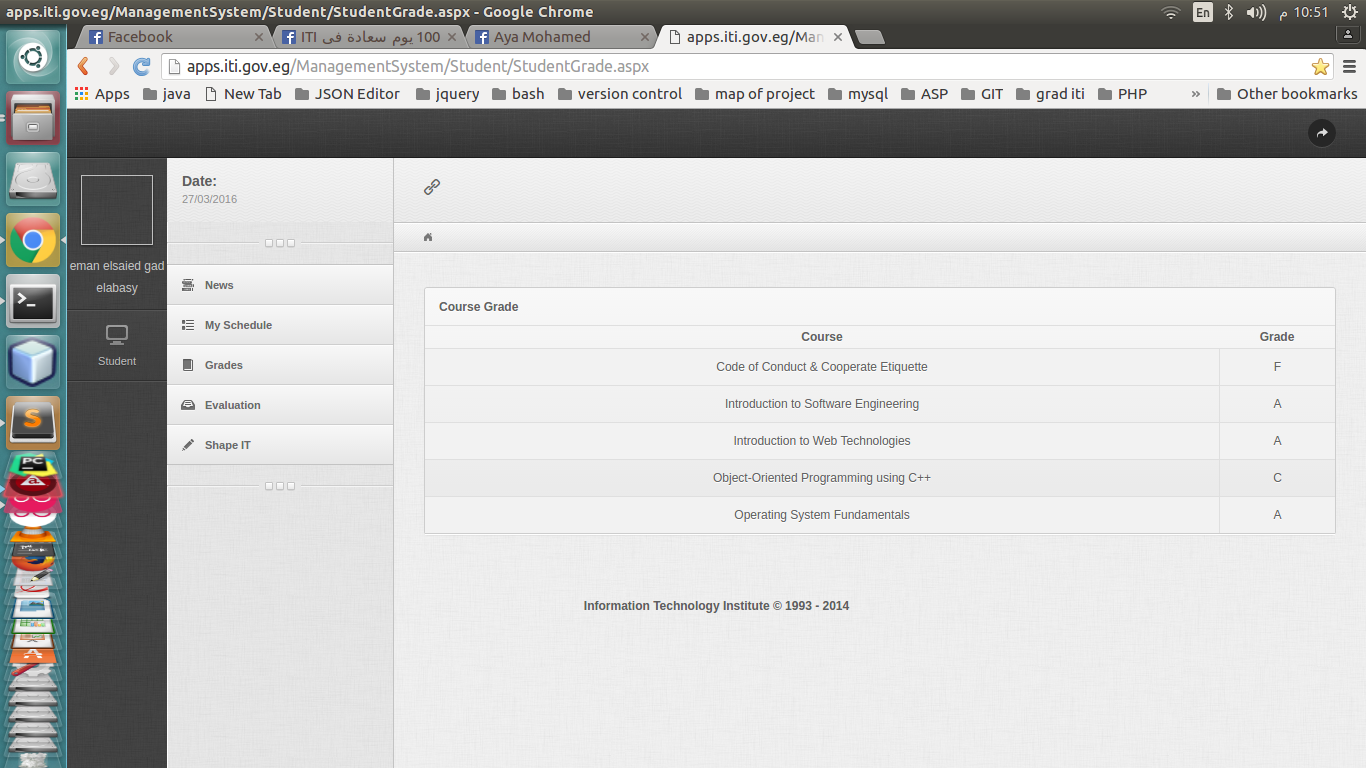 apps.iti.gov.eg/ManagementSystem/Student/StudentGrade.aspx - Google Chrome
En
10:51 م
Facebook
100 يوم سعادة فى ITI
Aya Mohamed
apps.iti.gov.eg/Man
apps.iti.gov.eg/ManagementSystem/Student/StudentGrade.aspx
Apps java New Tab JSON Editor jquery bash version control map of project mysql ASP GIT grad iti PHP » Other bookmarks
eman elsaied gad
elabasy
Student
Date:
27/03/2016
News
My Schedule
Grades
Evaluation
Shape IT
Course Grade
Course Grade
Code of Conduct & Cooperate Etiquette F
Introduction to Software Engineering A
Introduction to Web Technologies A
Object-Oriented Programming using C++ C
Operating System Fundamentals A
Information Technology Institute © 1993 - 2014
S
PC